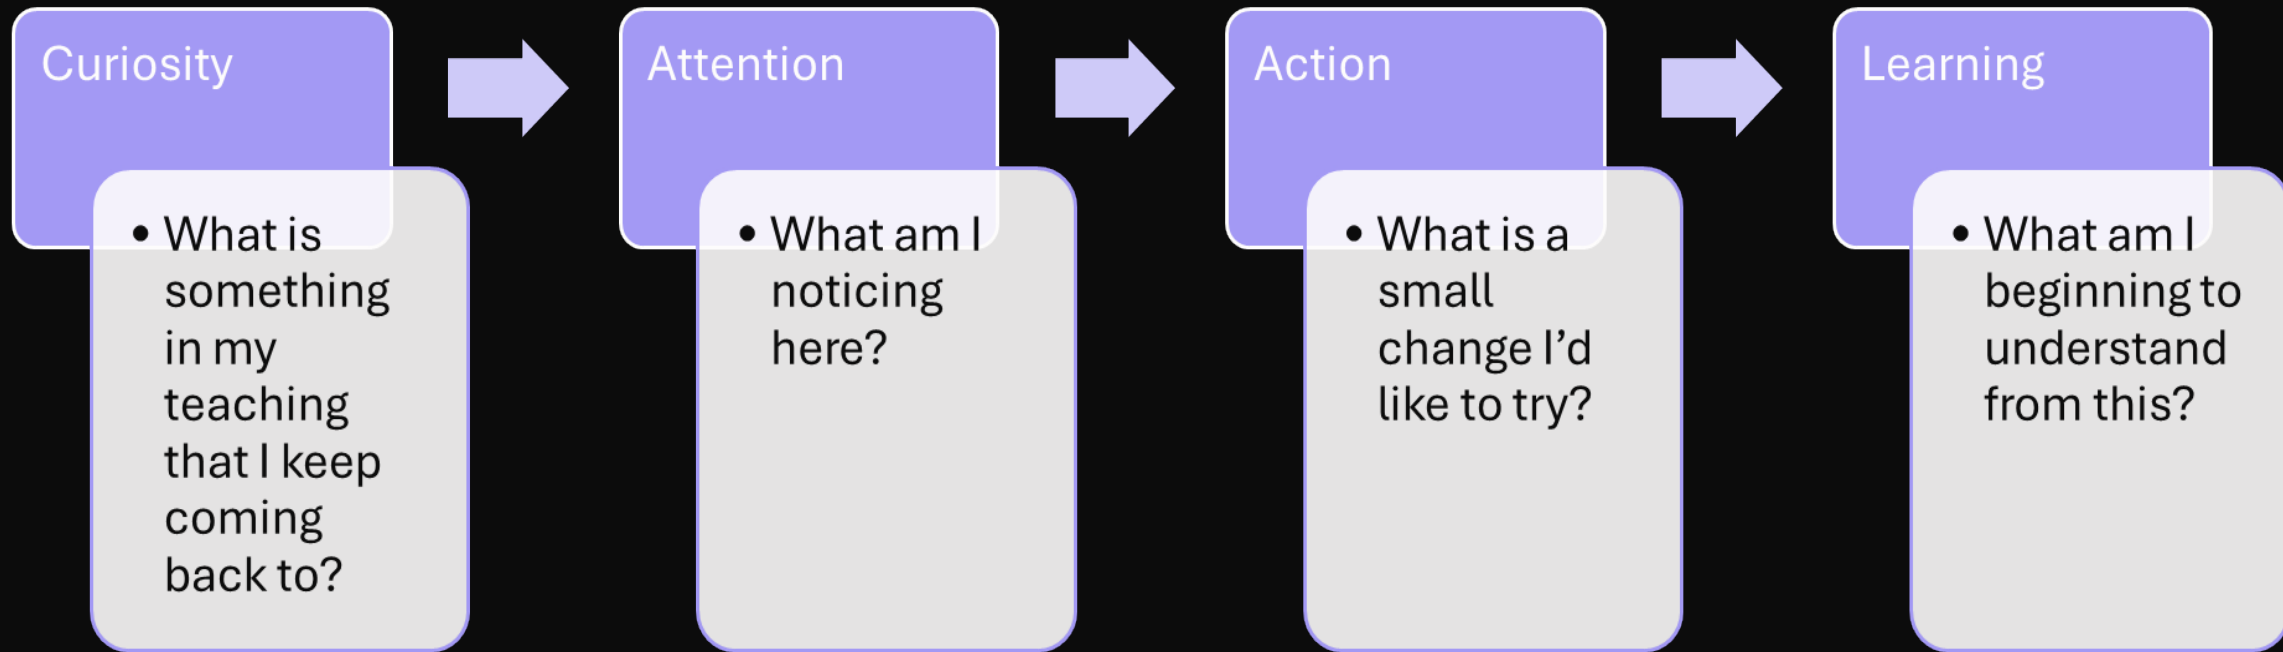 Curiosity
• What is
something
in my
teaching
that I keep
coming
back to?
Attention
• What am I
noticing
here?
Action
• What is a
small
change I’d
like to try?
Learning
• What am I
beginning to
understand
from this?